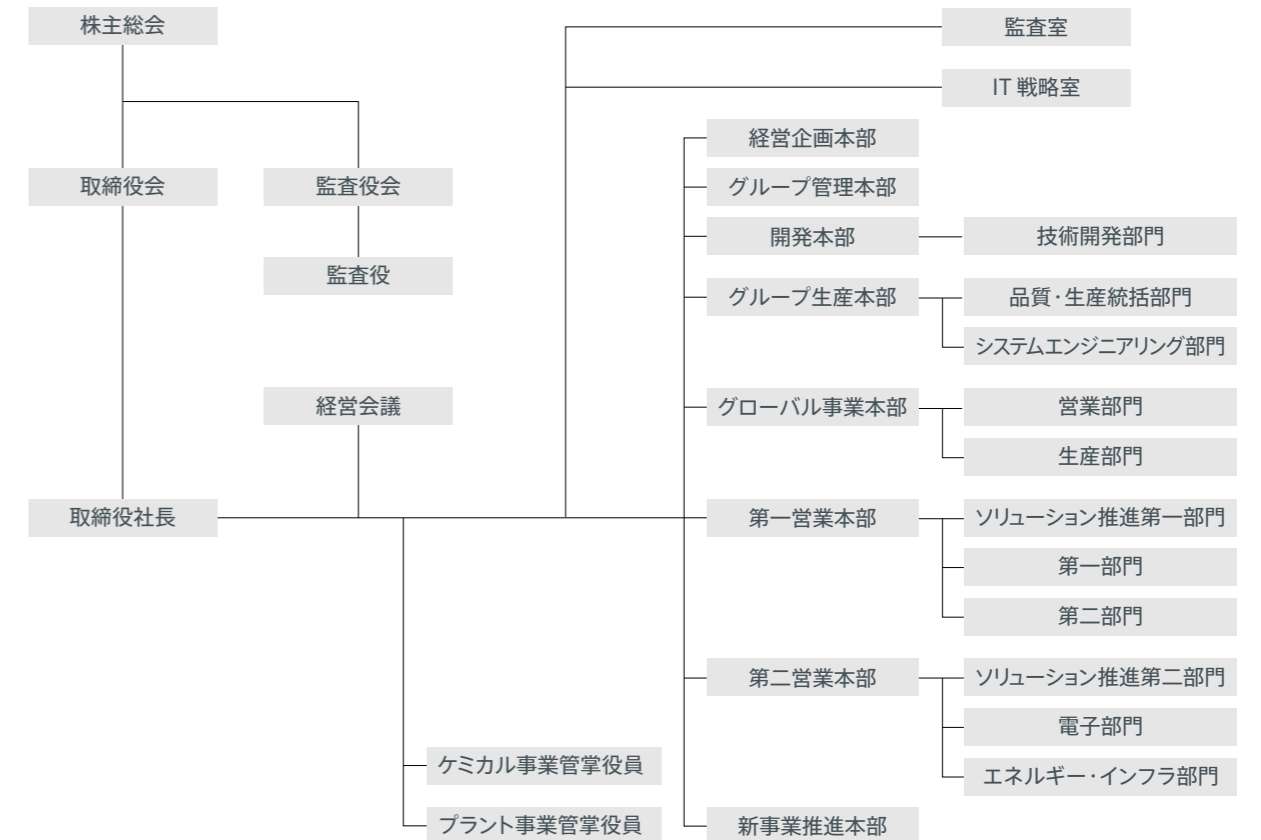 株主総会
取締役会
監査役会
監査役
経営会議
取締役社長
ケミカル事業管掌役員
プラント事業管掌役員
監査室
IT 戦略室
経営企画本部
グループ管理本部
開発本部
技術開発部門
グループ生産本部
品質・生産統括部門
システムエンジニアリング部門
グローバル事業本部
営業部門
生産部門
第一営業本部
ソリューション推進第一部門
第一部門
第二部門
第二営業本部
ソリューション推進第二部門
電子部門
エネルギー・インフラ部門
新事業推進本部